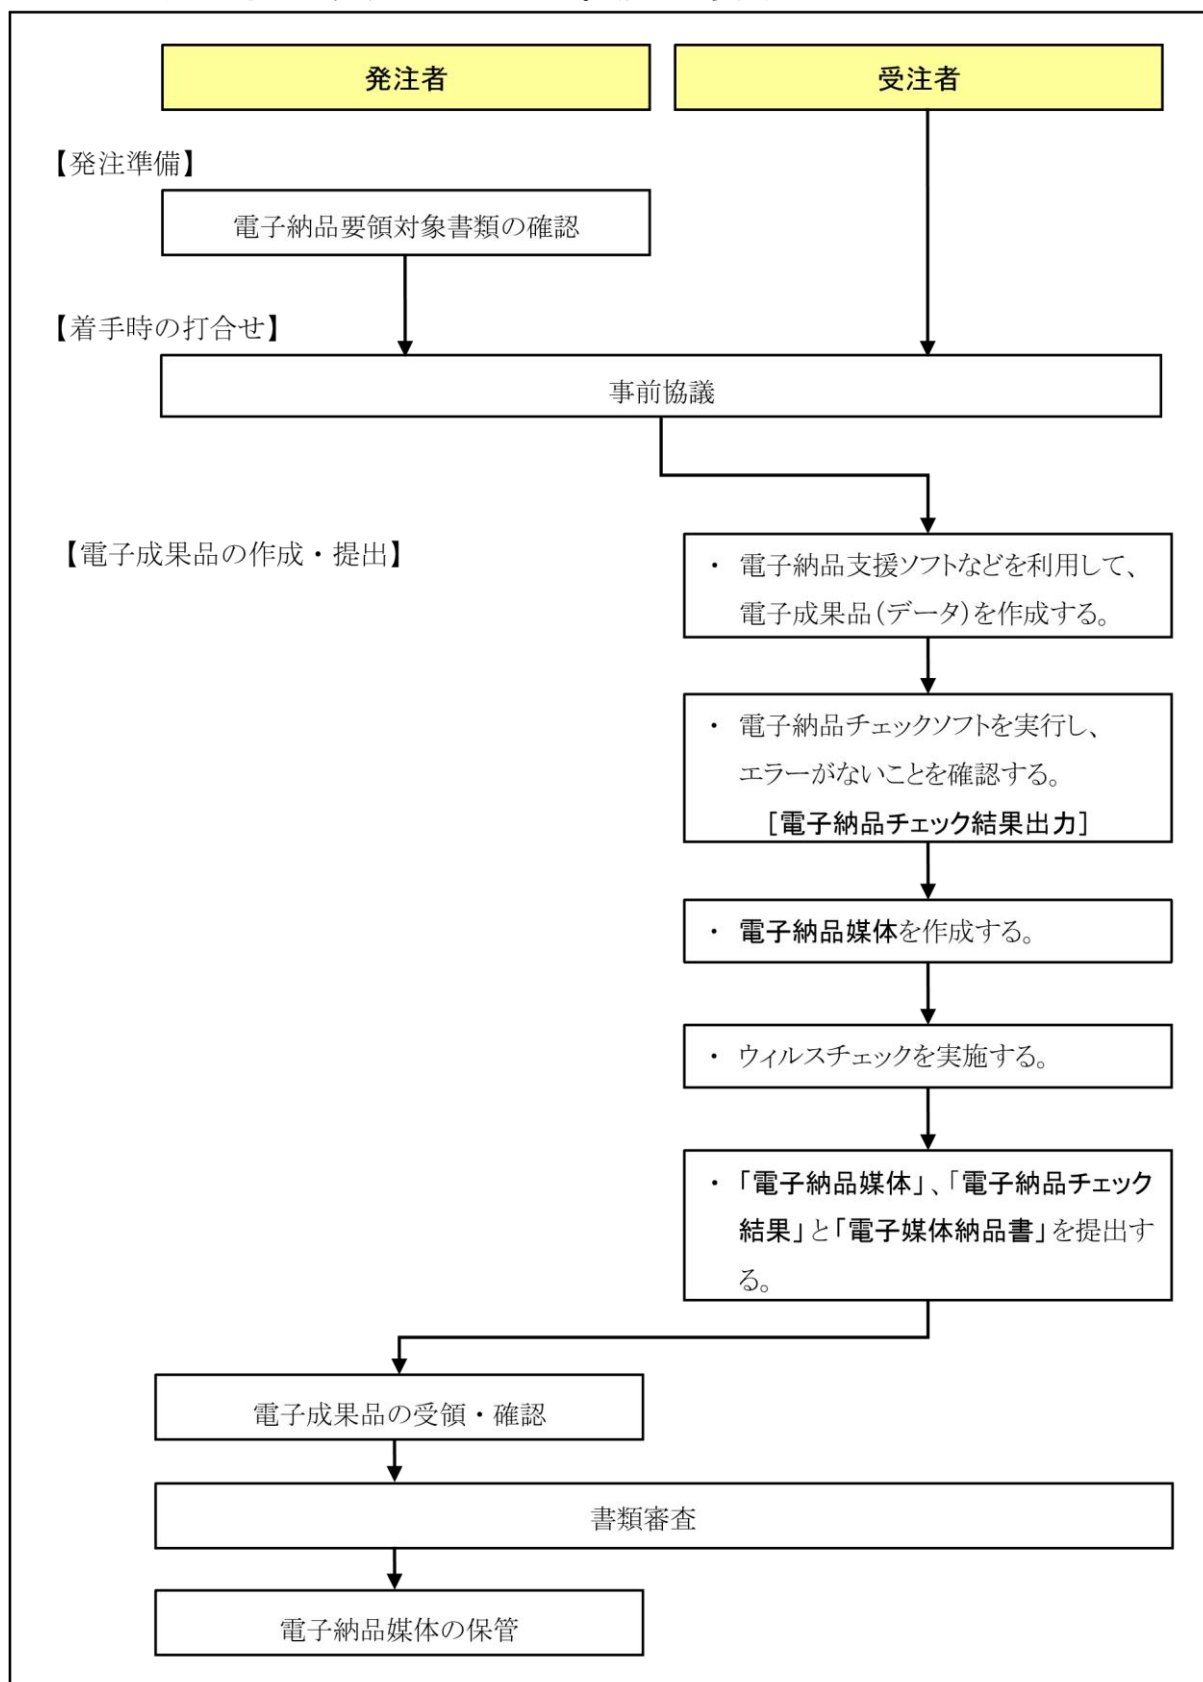 発注者
受注者
【発注準備】
電子納品要領対象書類の確認
【着手時の打合せ】
事前協議
【電子成果品の作成・提出】
・ 電子納品支援ソフトなどを利用して、
電子成果品(データ)を作成する。
・ 電子納品チェックソフトを実行し、
エラーがないことを確認する。
[電子納品チェック結果出力]
・ 電子納品媒体を作成する。
・ ウィルスチェックを実施する。
・ 「電子納品媒体」、「電子納品チェック
結果」と「電子媒体納品書」を提出す
る。
電子成果品の受領・確認
書類審査
電子納品媒体の保管